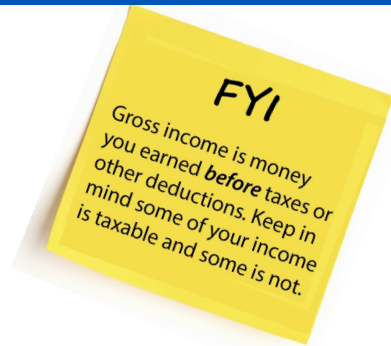 FYI
Gross income is money
you earned before taxes or
other deductions. Keep in
mind some of your income
is taxable and some is not.